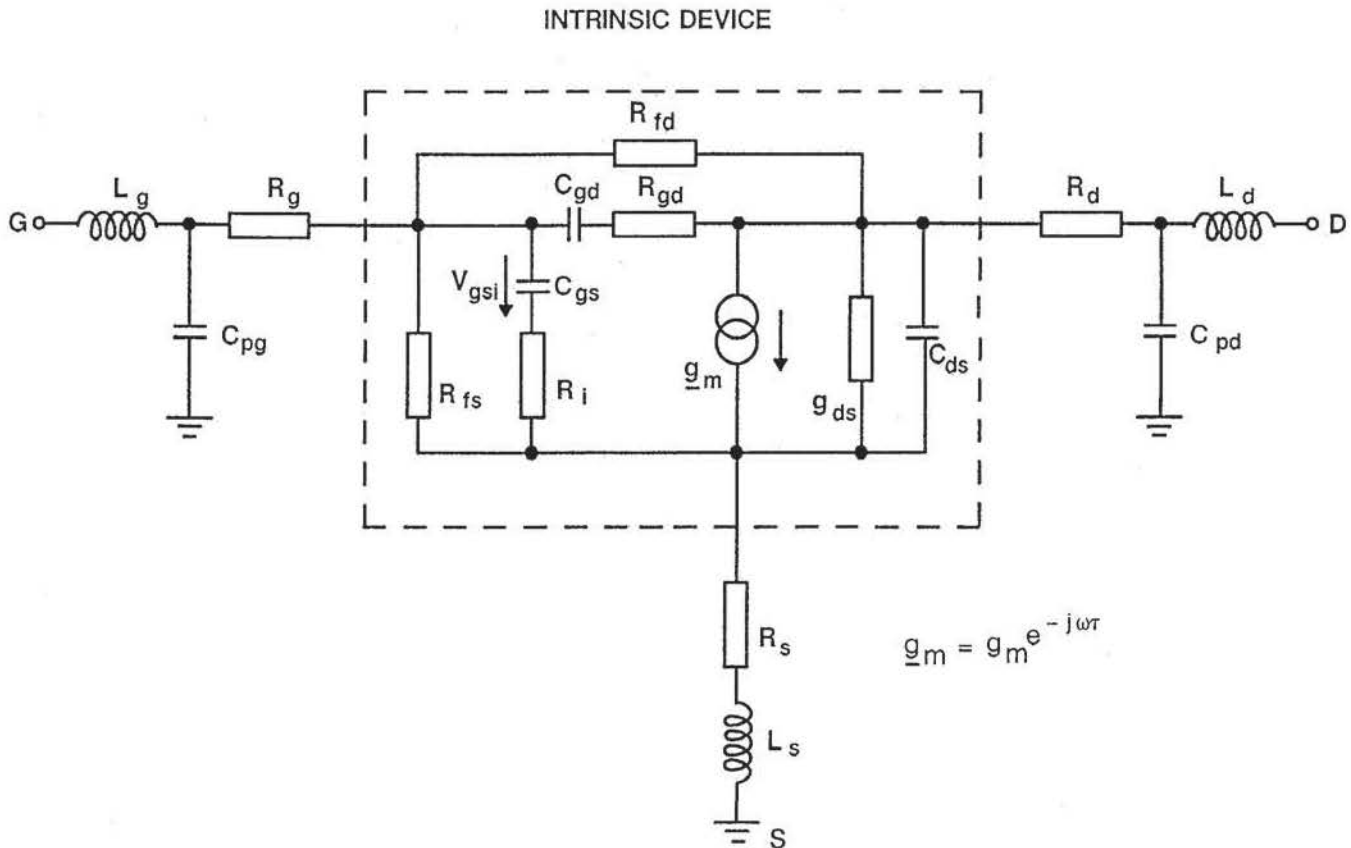 INTRINSIC DEVICE
R fd
L g
R g
C gd
R gd
R d
L d
G
D
V gsi
C gs
C pg
R fs
R i
g m
g ds
C ds
C pd
R s
g m = g m e - jωτ
L s
S